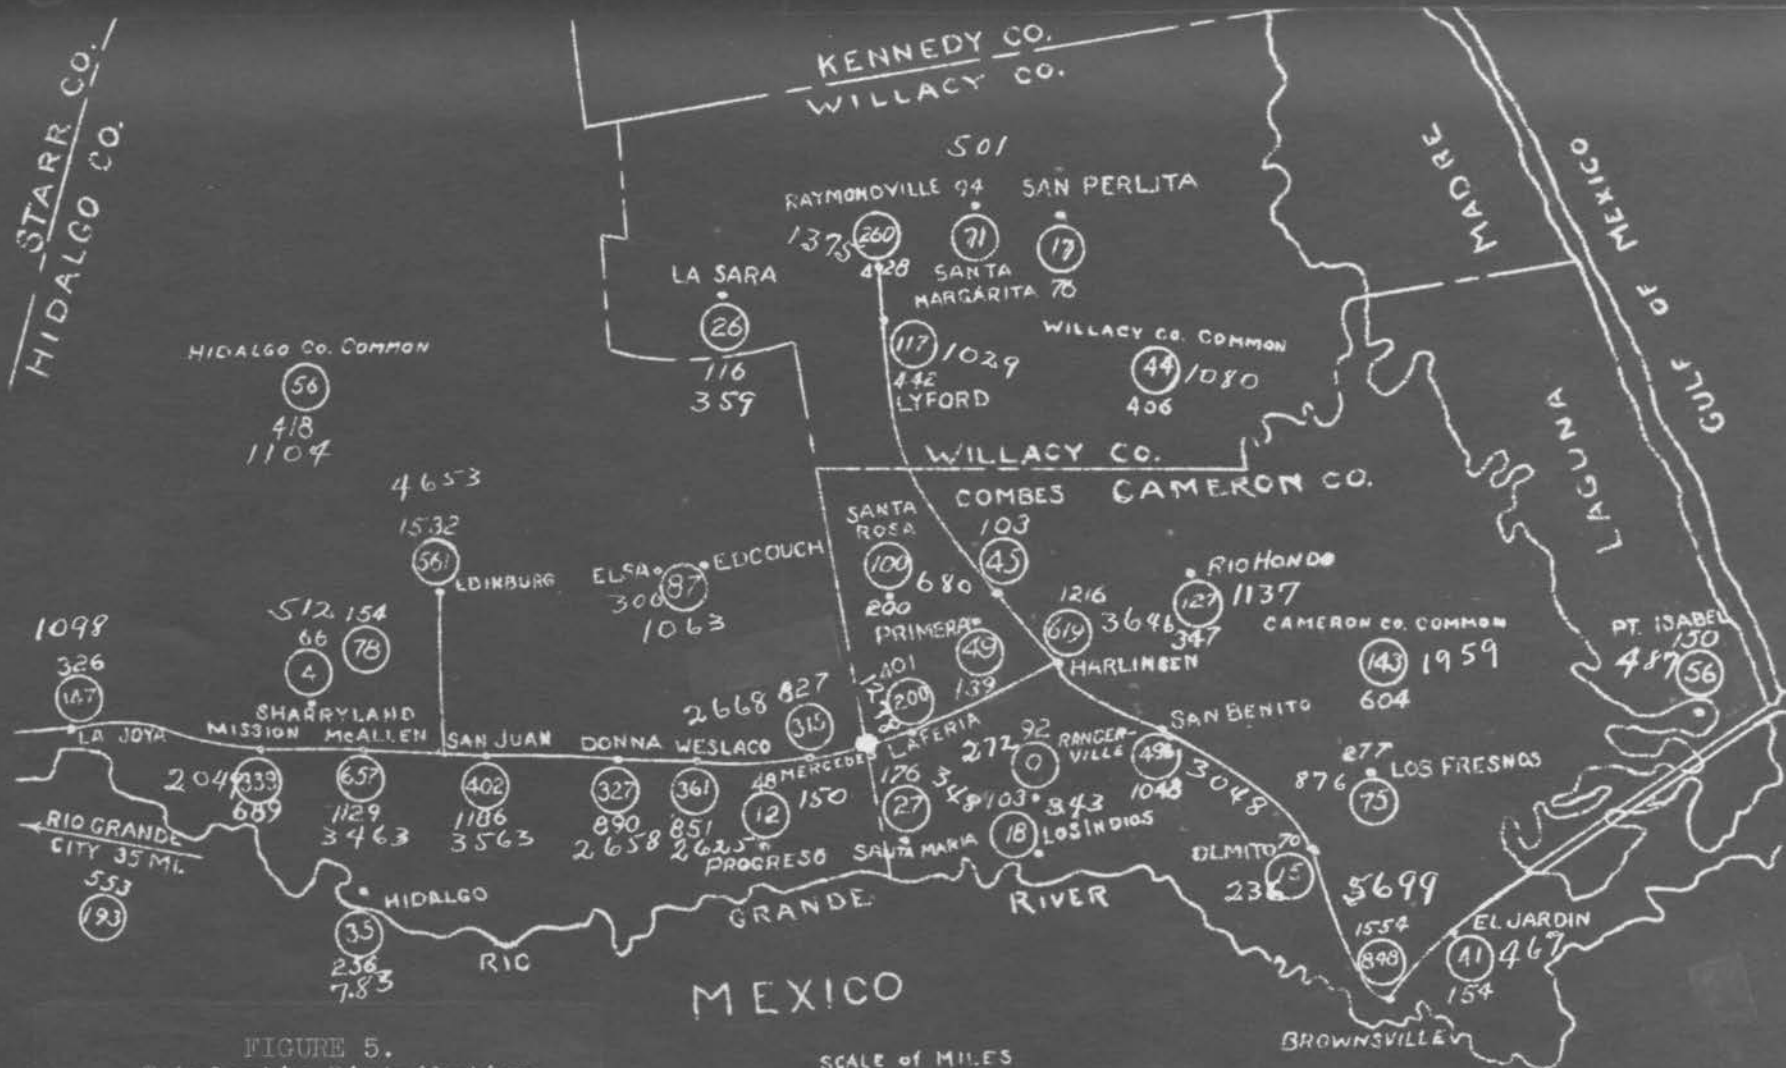 STARR CO.
HIDALGO CO.
KENNEDY CO.
WILLACY CO.
501
RAYMONDVILLE 94 SAN PERLITA
1375 260 71 17
428 SANTA
MARGARITA 76
LA SARA
26
116
359
117 1029
442
LYFORD
WILLACY CO. COMMON
44 1080
406
MADRE
LAGUNA
GULF OF MEXICO
HIDALGO CO. COMMON
56
418
1104
WILLACY CO.
CAMERON CO.
4653
1532
561
EDINBURG
ELSA EDCOUCH
300 87
1063
SANTA
ROSA
100 680
200
COMBES
103
45
PRIMERA
49
139
1216
619 3646
HARLINGEN
RIO HONDO
127 1137
347
CAMERON CO. COMMON
143 1959
604
PT. ISABEL
150
487 56
1098
326
147
LA JOYA
512 154
66 78
4
SHARRYLAND
MISSION
339
689
McALLEN
657
1129
3463
SAN JUAN
402
1186
3563
DONNA
327
890
2658
WESLACO
361
851
2625
2668 827
315
MERCEDES
48
12 150
PROGRESO
401
200
LAFERIA
176 348
27
SANTA MARIA
272 92
0 RANGER-
VILLE
103 343
18 LOS INDIOS
SAN BENITO
1048
3048
277
876 LOS FRESNOS
75
OLMITO 70
15
5699
1554
898
BROWNSVILLE
EL JARDIN
41 467
154
RIO GRANDE
CITY 35 MI.
553
193
HIDALGO
35
236
783
RIO GRANDE RIVER
MEXICO
FIGURE 5.
SCALE of MILES